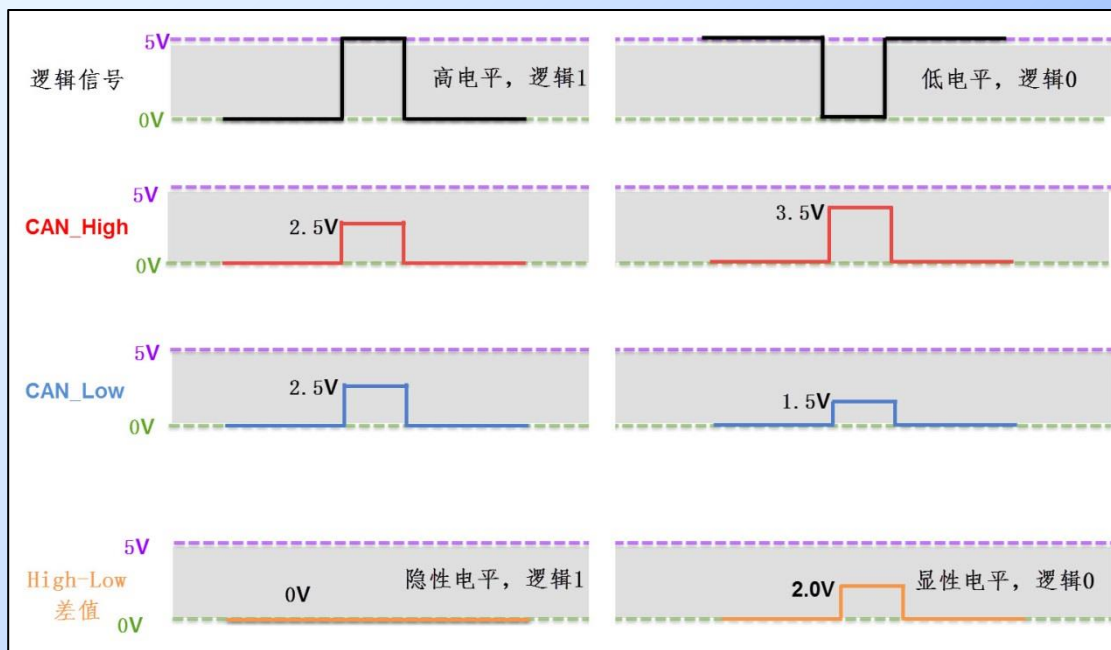 5V
逻辑信号
高电平，逻辑1
低电平，逻辑0
0V
5V
CAN_High
2.5V
3.5V
0V
5V
CAN_Low
2.5V
1.5V
0V
5V
High-Low
差值
0V
隐性电平，逻辑1
2.0V
显性电平，逻辑0
0V